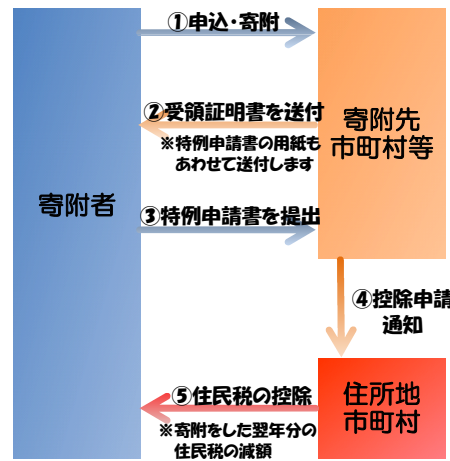 ①申込・寄附
②受領証明書を送付
※特例申請書の用紙も
あわせて送付します
寄附先
市町村等
寄附者
③特例申請書を提出
④控除申請
通知
⑤住民税の控除
※寄附をした翌年分の
住民税の減額
住所地
市町村